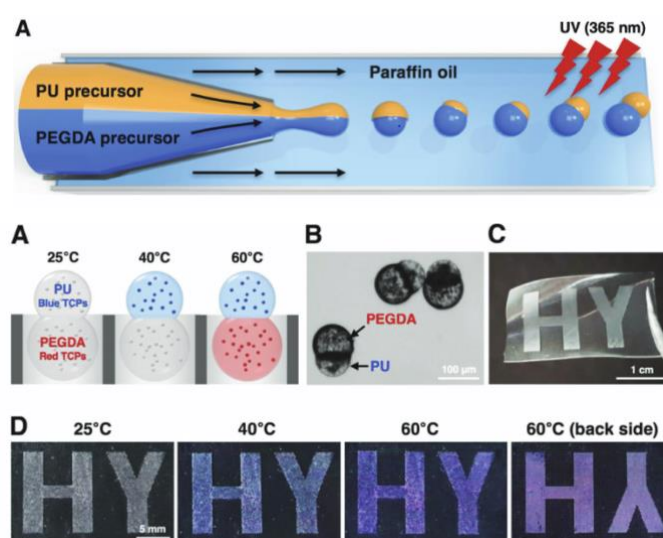 A
UV (365 nm)
Paraffin oil
PU precursor
PEGDA precursor
A
25°C 40°C 60°C
PU
Blue TCPs
PEGDA
Red TCPs
B
PEGDA
PU
100 μm
C
HY
1 cm
D
25°C 40°C 60°C 60°C (back side)
HY HY HY HY
5 mm